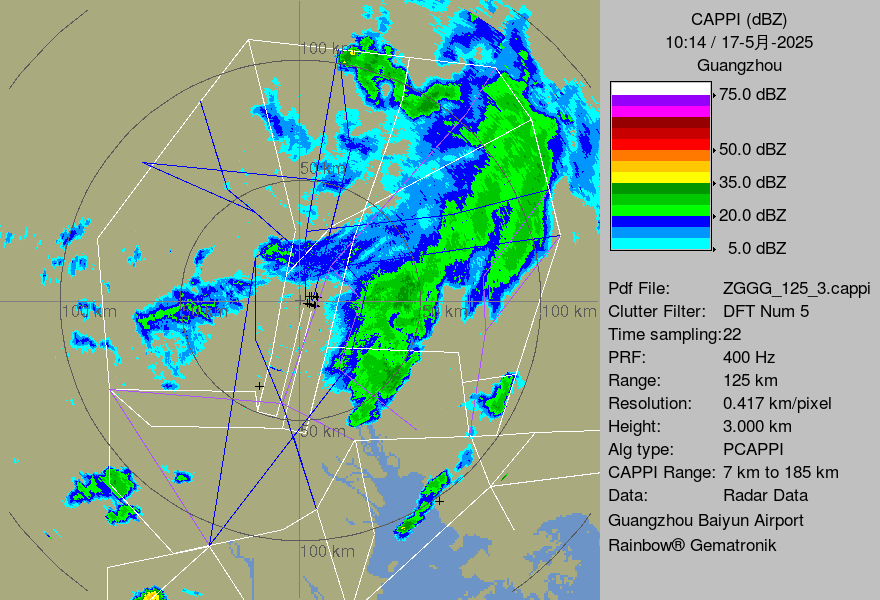 CAPPI (dBZ)
10:14 / 17-5月-2025
Guangzhou
75.0 dBZ
50.0 dBZ
35.0 dBZ
20.0 dBZ
5.0 dBZ
Pdf File: ZGGG_125_3.cappi
Clutter Filter: DFT Num 5
Time sampling:22
PRF: 400 Hz
Range: 125 km
Resolution: 0.417 km/pixel
Height: 3.000 km
Alg type: PCAPPI
CAPPI Range: 7 km to 185 km
Data: Radar Data
Guangzhou Baiyun Airport
Rainbow® Gematronik
100 km
50 km
100 km
50 km
100 km
50 km
100 km